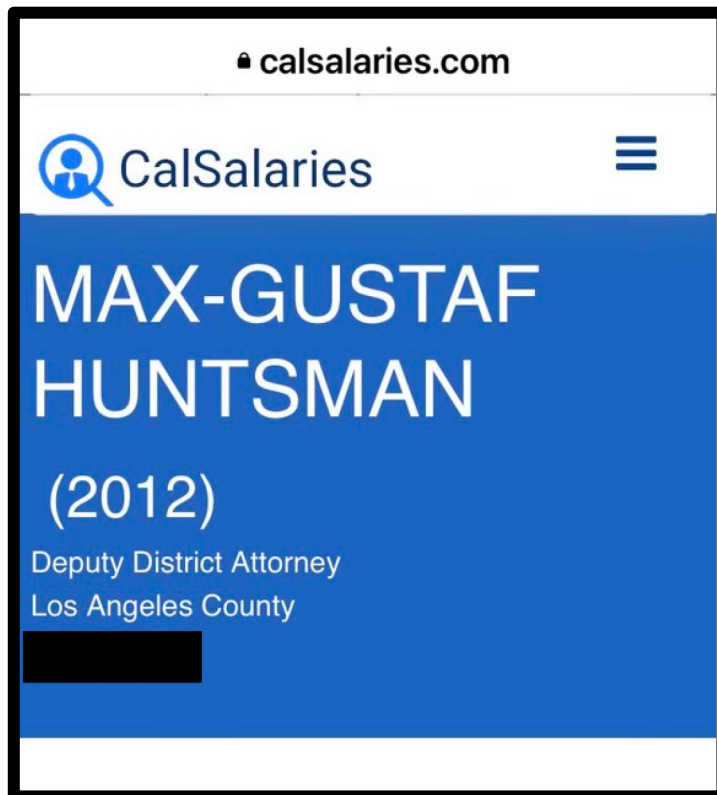 calsalaries.com
CalSalaries
MAX-GUSTAF
HUNTSMAN
(2012)
Deputy District Attorney
Los Angeles County